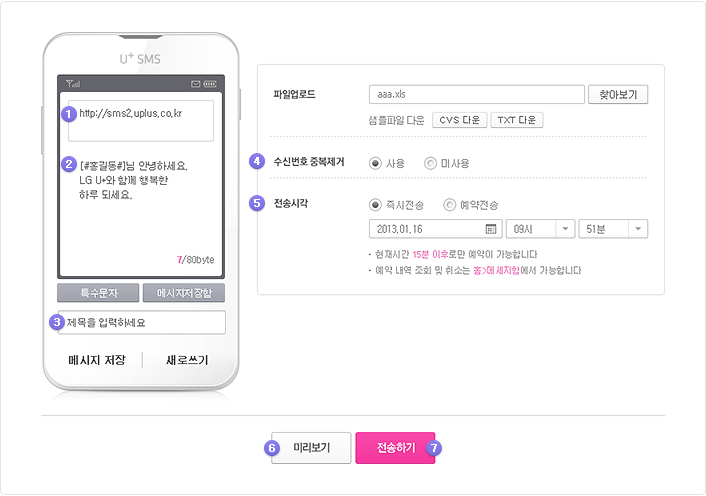 U+ SMS
1 http://sms2.uplus.co.kr
2 [#홍길동#]님 안녕하세요.
LG U+와 함께 행복한
하루 되세요.
7/80byte
특수문자 메시지저장함
3 제목을 입력하세요
메시지 저장 새로쓰기
파일업로드 aaa.xls 찾아보기
샘플파일 다운 CVS 다운 TXT 다운
4 수신번호 중복제거 사용 미사용
5 전송시각 즉시전송 예약전송
2013.01.16 09시 51분
· 현재시간 15분 이후로만 예약이 가능합니다
· 예약 내역 조회 및 취소는 홈>메세지함에서 가능합니다
6 미리보기 전송하기 7